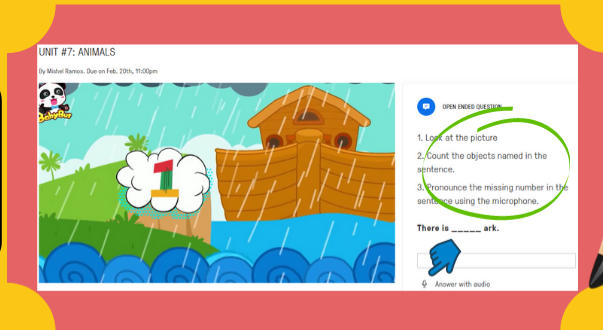 UNIT #7: ANIMALS
By Mishel Ramos. Due on Feb. 20th, 11:00pm
BabyBus
OPEN ENDED QUESTION
1. Look at the picture
2. Count the objects named in the
sentence.
3. Pronounce the missing number in the
sentence using the microphone.
There is _____ ark.
Answer with audio